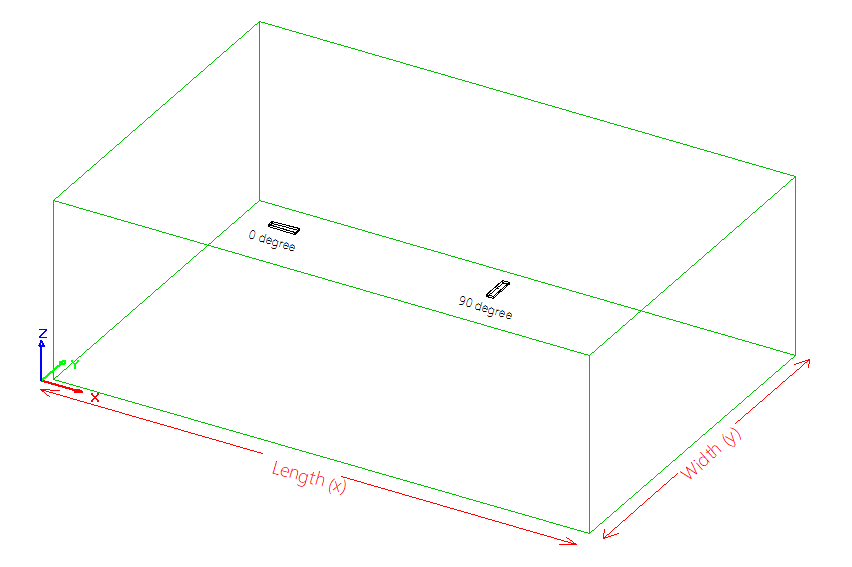 0 degree
90 degree
Z
Y
X
Length (x)
Width (y)